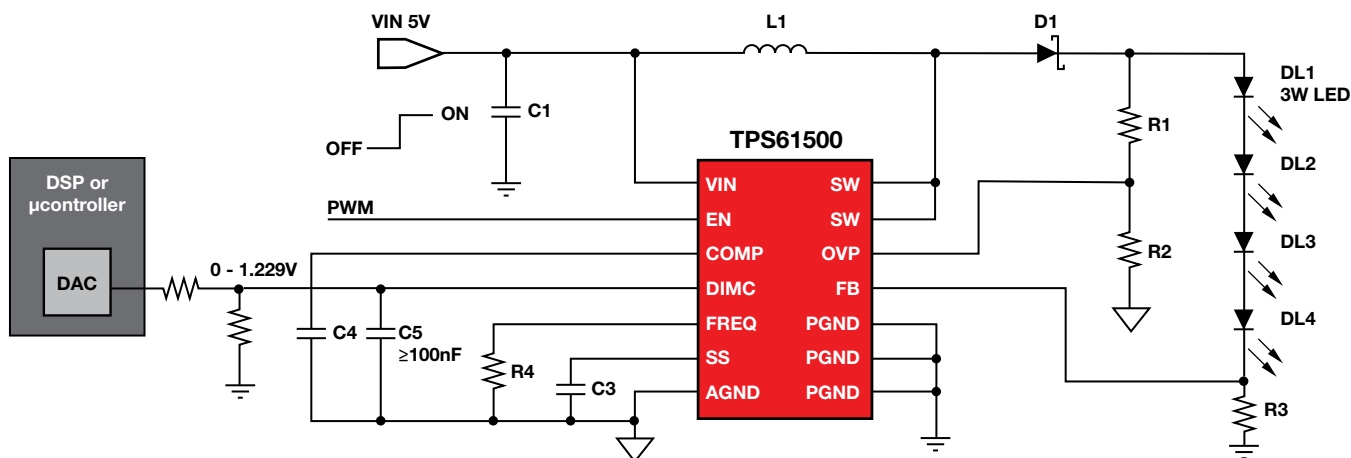 VIN 5V
L1
D1
DL1
3W LED
C1
ON
OFF
R1
TPS61500
DSP or
µcontroller
DAC
VIN
SW
DL2
PWM
EN
SW
COMP
OVP
R2
DL3
0 - 1.229V
DIMC
FB
C4
C5
≥100nF
FREQ
PGND
DL4
R4
SS
PGND
C3
AGND
PGND
R3